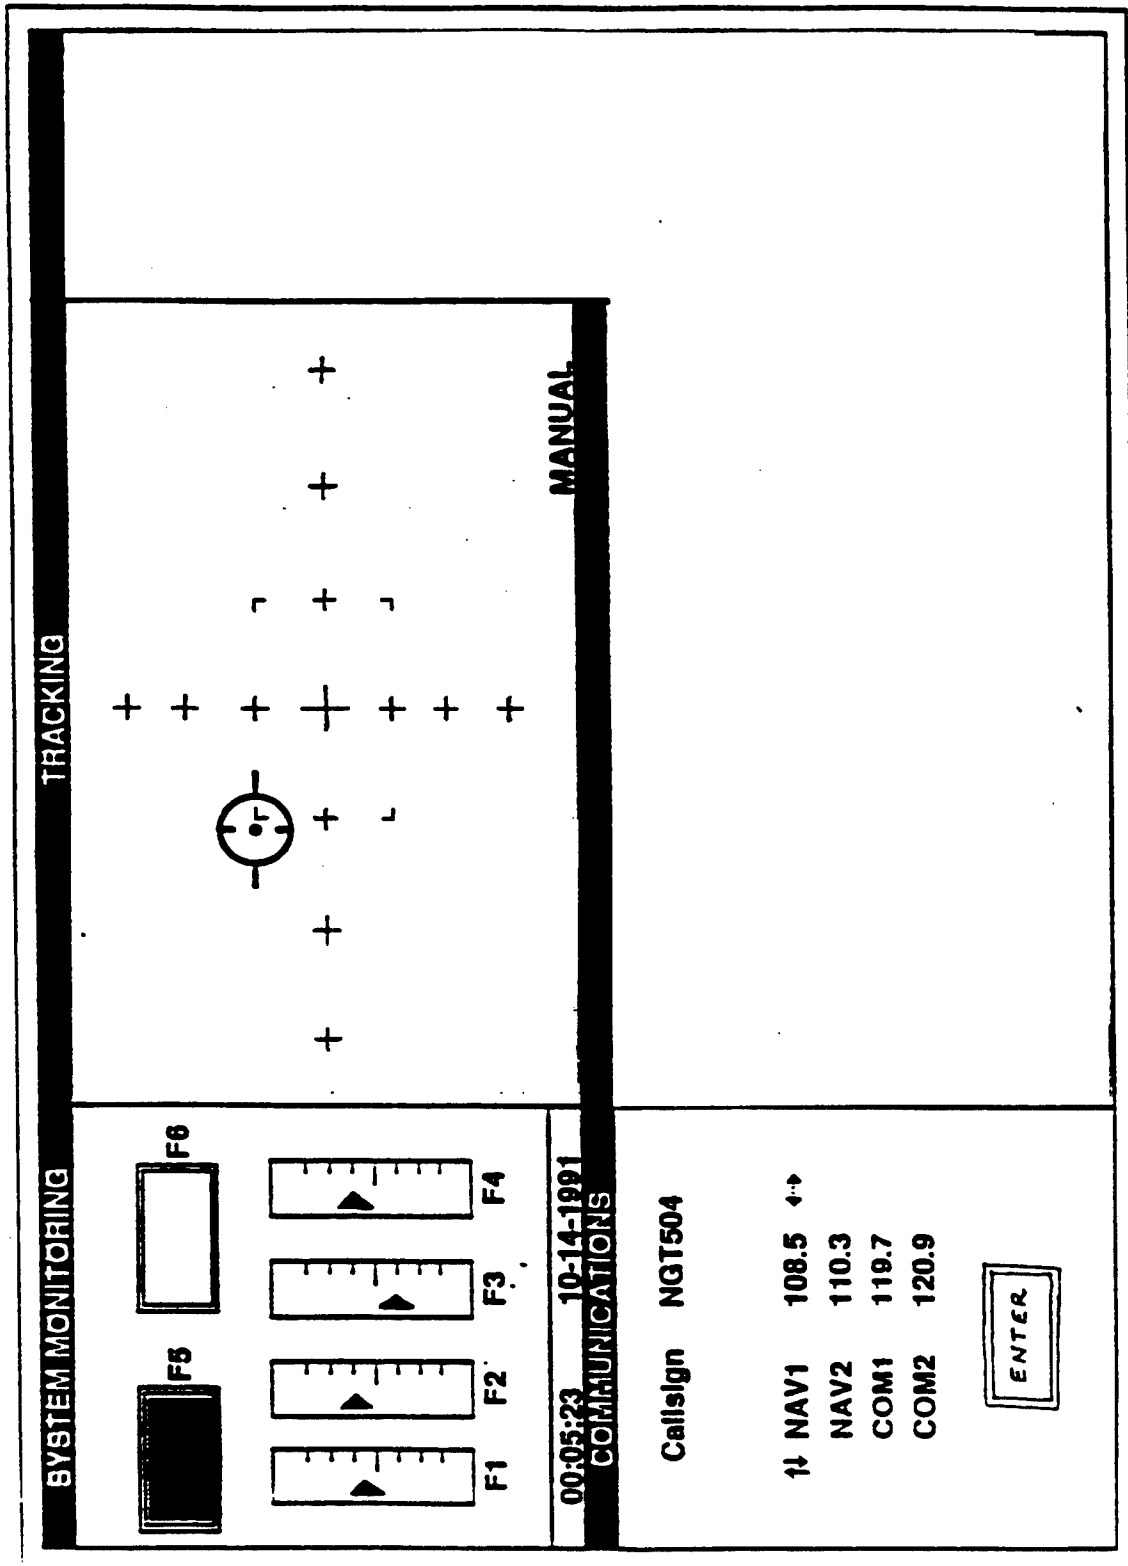 SYSTEM MONITORING
TRACKING
F5
F6
F1
F2
F3
F4
MANUAL
00:05:23
10-14-1991
COMMUNICATIONS
Callsign NGT504
NAV1 108.5
NAV2 110.3
COM1 119.7
COM2 120.9
ENTER